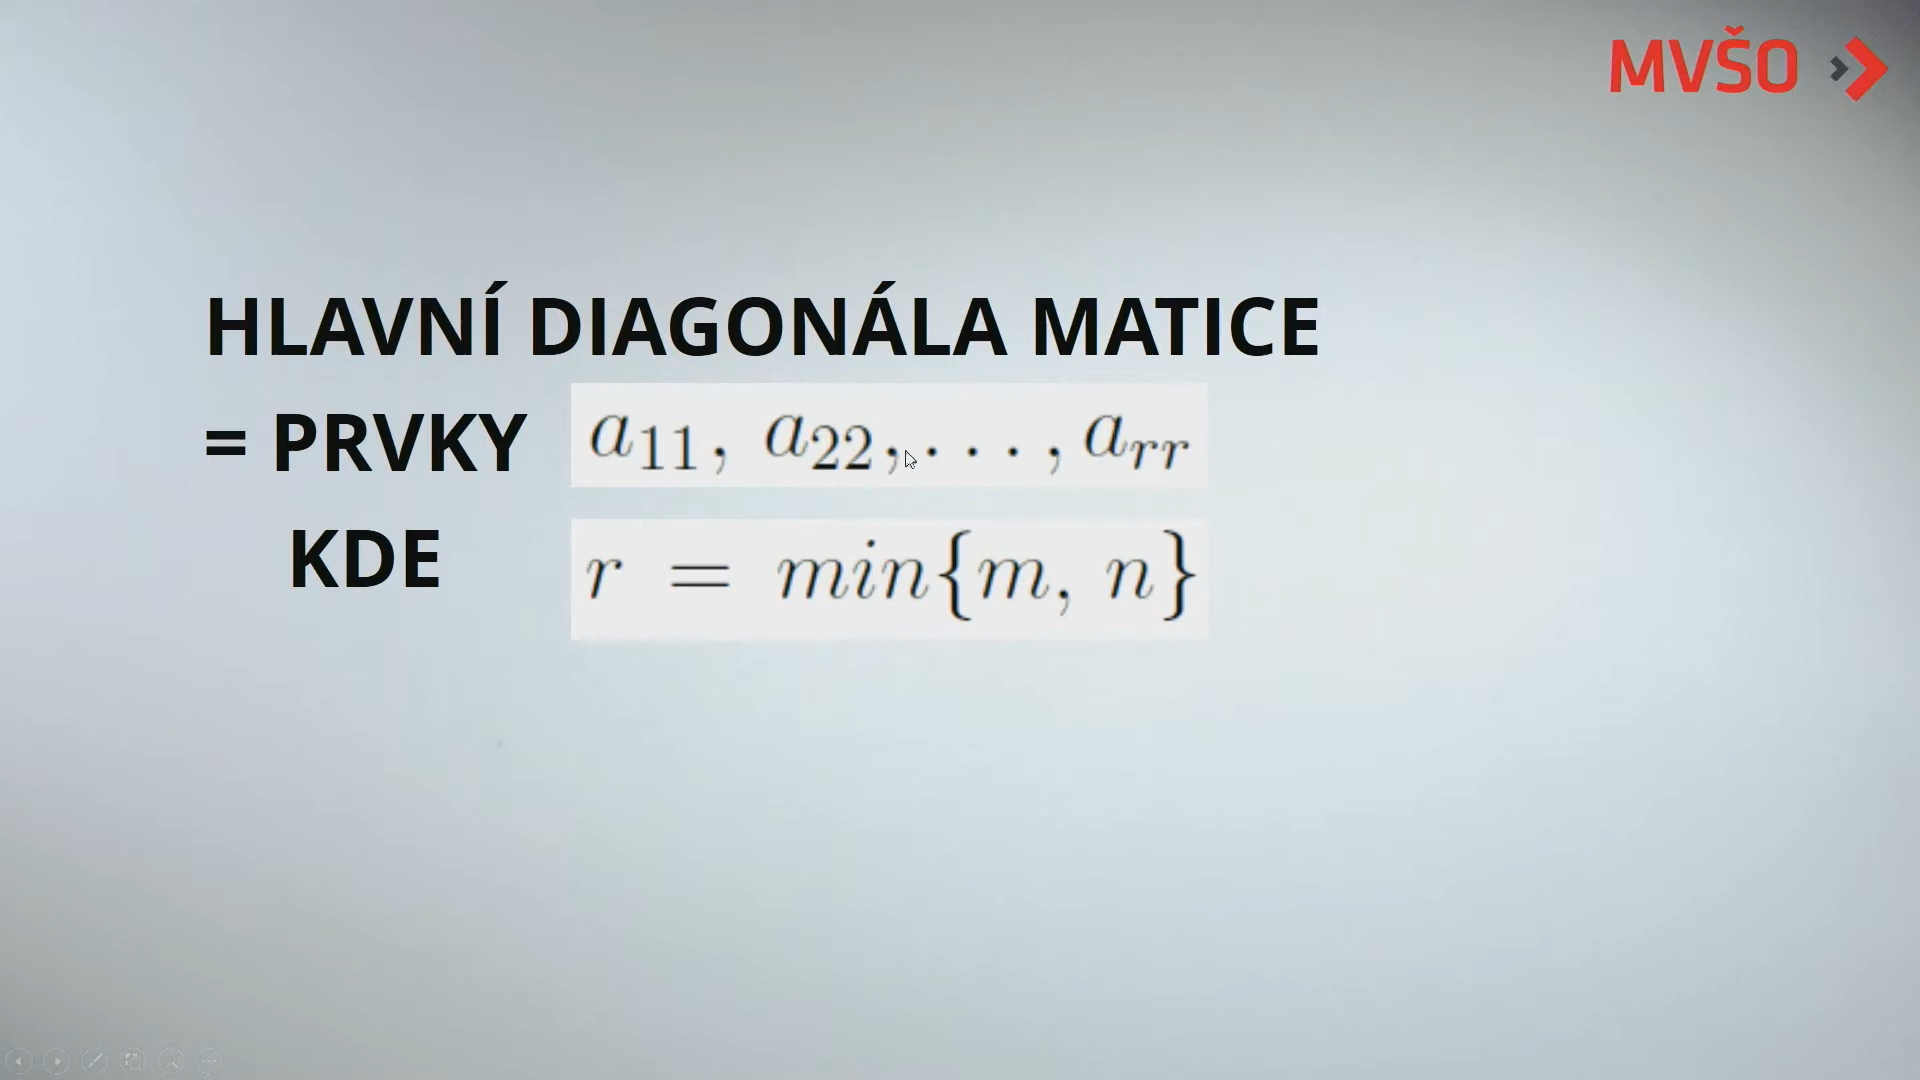 MVŠO
HLAVNÍ DIAGONÁLA MATICE
= PRVKY a₁₁, a₂₂, . . . , aᵣᵣ
KDE r = min{m, n}